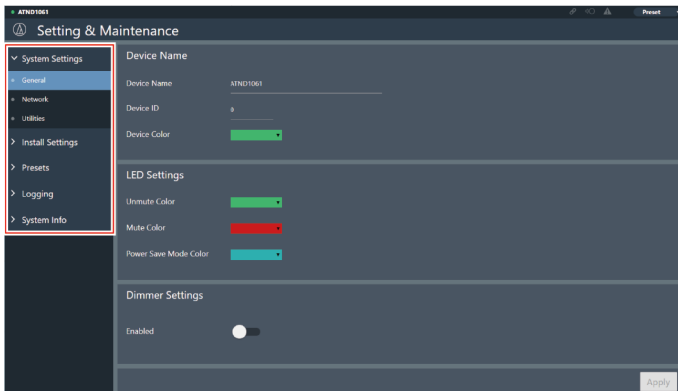 ATND1061
Preset
Setting & Maintenance
System Settings
General
Network
Utilities
Install Settings
Presets
Logging
System Info
Device Name
Device Name
ATND1061
Device ID
0
Device Color
LED Settings
Unmute Color
Mute Color
Power Save Mode Color
Dimmer Settings
Enabled
Apply